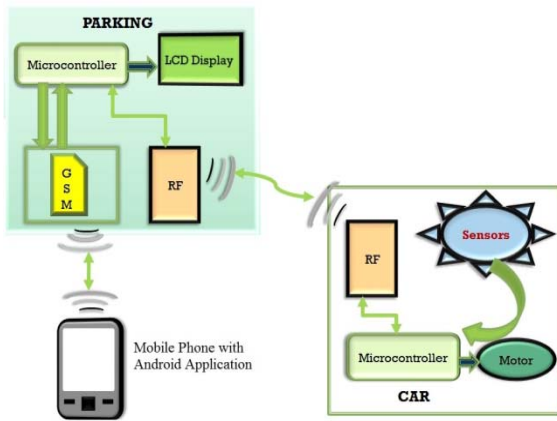 PARKING
Microcontroller
LCD Display
G
S
M
RF
Sensors
RF
Mobile Phone with
Android Application
Microcontroller
Motor
CAR